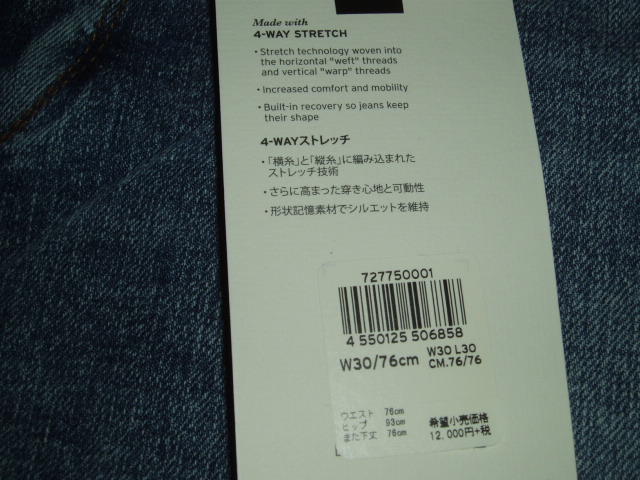 Made with
4-WAY STRETCH
• Stretch technology woven into
the horizontal "weft" threads
and vertical "warp" threads
• Increased comfort and mobility
• Built-in recovery so jeans keep
their shape
4-WAYストレッチ
•「横糸」と「縦糸」に編み込まれた
ストレッチ技術
• さらに高まった穿き心地と可動性
• 形状記憶素材でシルエットを維持
727750001
4 550125 506858
W30/76cm
W30 L30
CM.76/76
ウエスト 76cm
ヒップ 93cm
また下丈 76cm
希望小売価格
12,000円+税